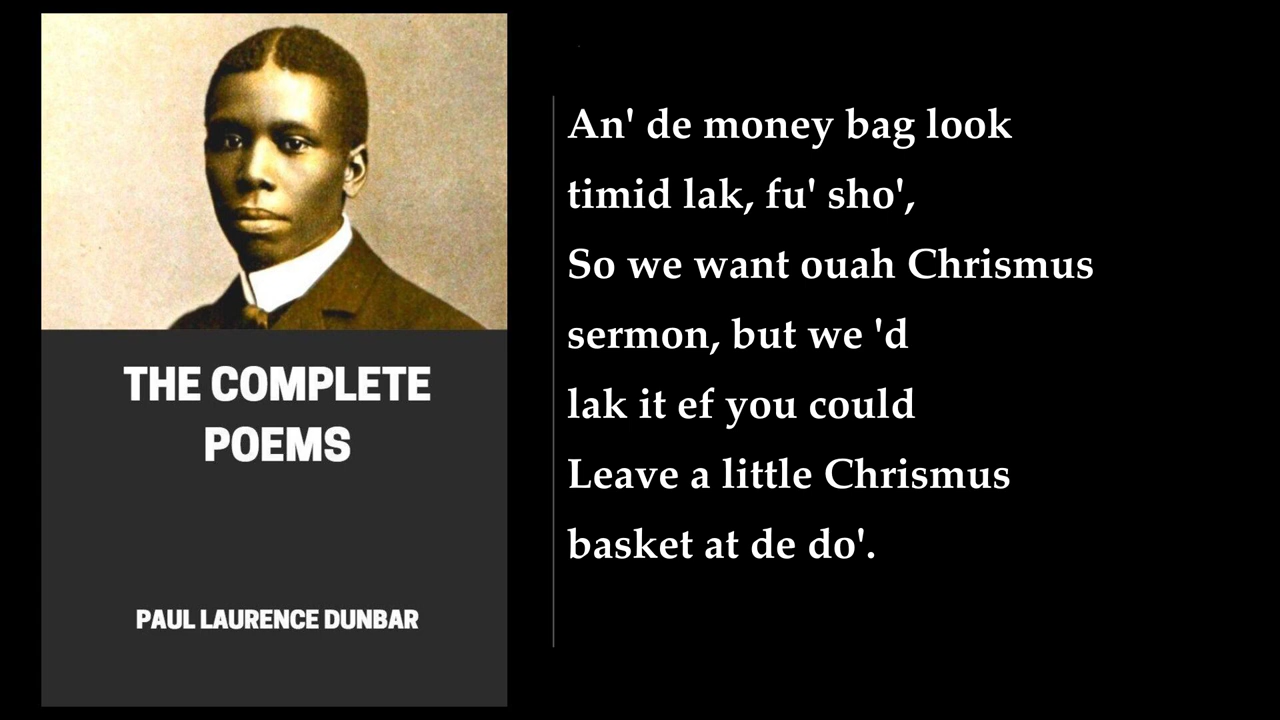 THE COMPLETE
POEMS
PAUL LAURENCE DUNBAR
An' de money bag look
timid lak, fu' sho',
So we want ouah Chrismus
sermon, but we 'd
lak it ef you could
Leave a little Chrismus
basket at de do'.